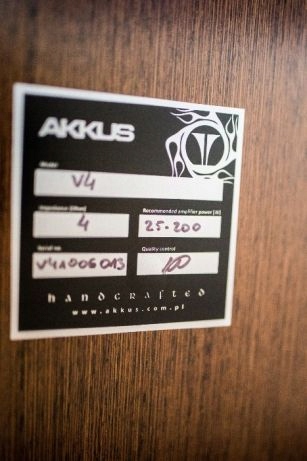 AKKUS
Model
V4
Impedance [Ohm] Recommended amplifier power [W]
4 25-200
Serial no. Quality control
V4A006013
HANDCRAFTED
www.akkus.com.pl